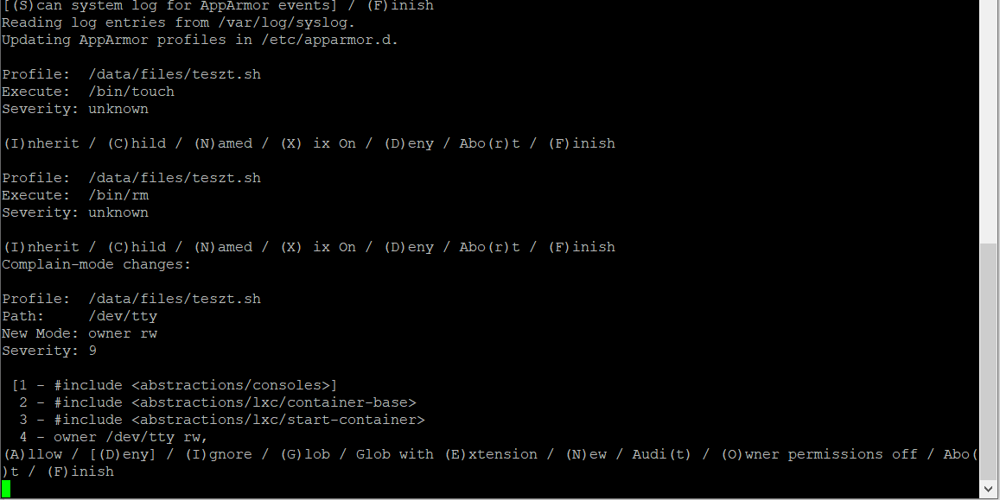 [(S)can system log for AppArmor events] / (F)inish
Reading log entries from /var/log/syslog.
Updating AppArmor profiles in /etc/apparmor.d.
Profile:  /data/files/teszt.sh
Execute:  /bin/touch
Severity: unknown
(I)nherit / (C)hild / (N)amed / (X) ix On / (D)eny / Abo(r)t / (F)inish
Profile:  /data/files/teszt.sh
Execute:  /bin/rm
Severity: unknown
(I)nherit / (C)hild / (N)amed / (X) ix On / (D)eny / Abo(r)t / (F)inish
Complain-mode changes:
Profile:  /data/files/teszt.sh
Path:     /dev/tty
New Mode: owner rw
Severity: 9
[1 - #include <abstractions/consoles>]
2 - #include <abstractions/lxc/container-base>
3 - #include <abstractions/lxc/start-container>
4 - owner /dev/tty rw,
(A)llow / [(D)eny] / (I)gnore / (G)lob / Glob with (E)xtension / (N)ew / Audi(t) / (O)wner permissions off / Abo(
)t / (F)inish